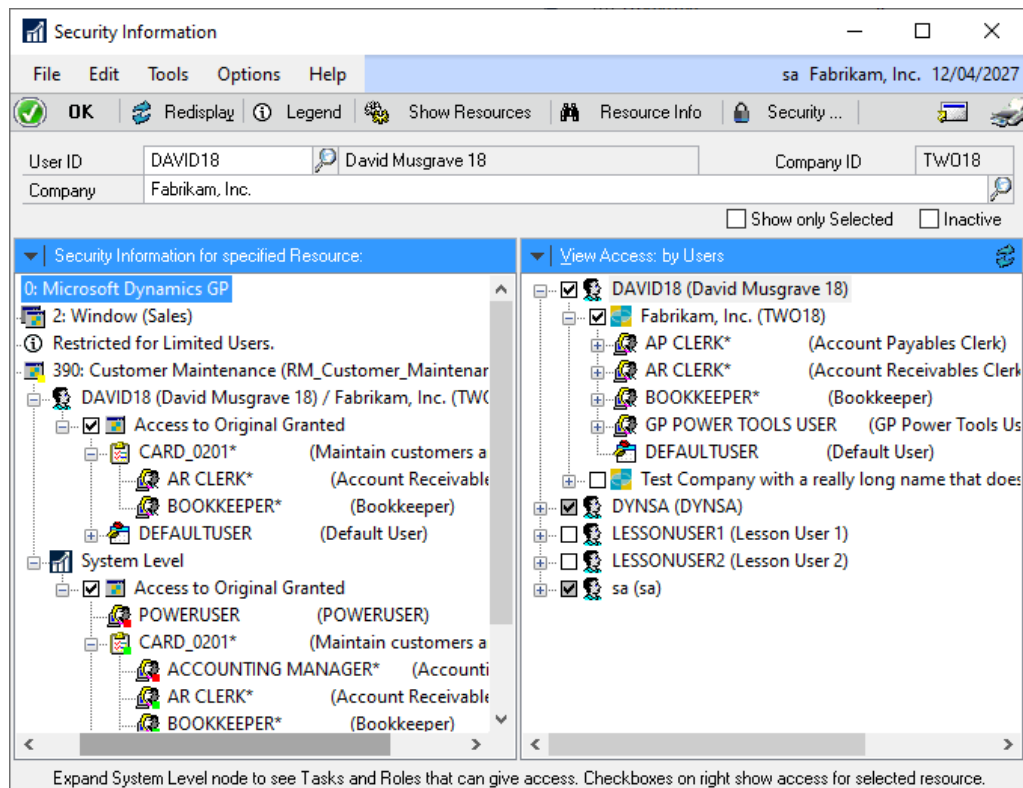 Security Information
File Edit Tools Options Help sa Fabrikam, Inc. 12/04/2027
OK Redisplay Legend Show Resources Resource Info Security ...
User ID DAVID18 David Musgrave 18 Company ID TWO18
Company Fabrikam, Inc.
Show only Selected Inactive
Security Information for specified Resource:
0: Microsoft Dynamics GP
2: Window (Sales)
Restricted for Limited Users.
390: Customer Maintenance (RM_Customer_Maintenar
DAVID18 (David Musgrave 18) / Fabrikam, Inc. (TW(
Access to Original Granted
CARD_0201* (Maintain customers a
AR CLERK* (Account Receivable
BOOKKEEPER* (Bookkeeper)
DEFAULTUSER (Default User)
System Level
Access to Original Granted
POWERUSER (POWERUSER)
CARD_0201* (Maintain customers a
ACCOUNTING MANAGER* (Accounti
AR CLERK* (Account Receivable
BOOKKEEPER* (Bookkeeper)
View Access: by Users
DAVID18 (David Musgrave 18)
Fabrikam, Inc. (TWO18)
AP CLERK* (Account Payables Clerk)
AR CLERK* (Account Receivables Clerk
BOOKKEEPER* (Bookkeeper)
GP POWER TOOLS USER (GP Power Tools Us
DEFAULTUSER (Default User)
Test Company with a really long name that does
DYNSA (DYNSA)
LESSONUSER1 (Lesson User 1)
LESSONUSER2 (Lesson User 2)
sa (sa)
Expand System Level node to see Tasks and Roles that can give access. Checkboxes on right show access for selected resource.